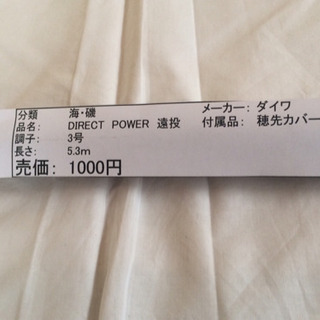 分類 海・磯 メーカー: ダイワ
品名: DIRECT POWER 遠投 付属品: 穂先カバー
調子: 3号
長さ: 5.3m
売価: 1000円